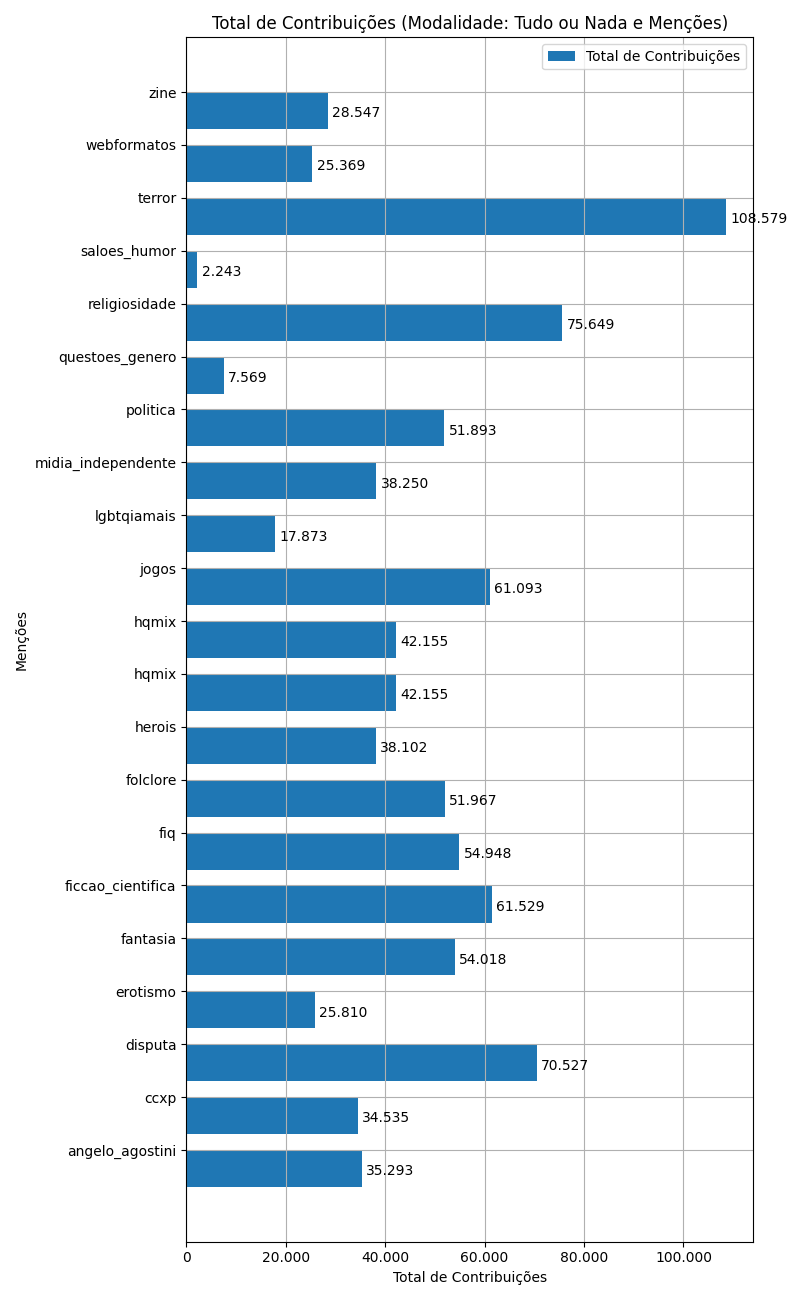 Total de Contribuições (Modalidade: Tudo ou Nada e Menções)
Total de Contribuições
zine
28.547
webformatos
25.369
terror
108.579
saloes_humor
2.243
religiosidade
75.649
questoes_genero
7.569
politica
51.893
midia_independente
38.250
lgbtqiamais
17.873
jogos
61.093
hqmix
42.155
hqmix
42.155
herois
38.102
folclore
51.967
fiq
54.948
ficcao_cientifica
61.529
fantasia
54.018
erotismo
25.810
disputa
70.527
ccxp
34.535
angelo_agostini
35.293
Menções
0 20.000 40.000 60.000 80.000 100.000
Total de Contribuições